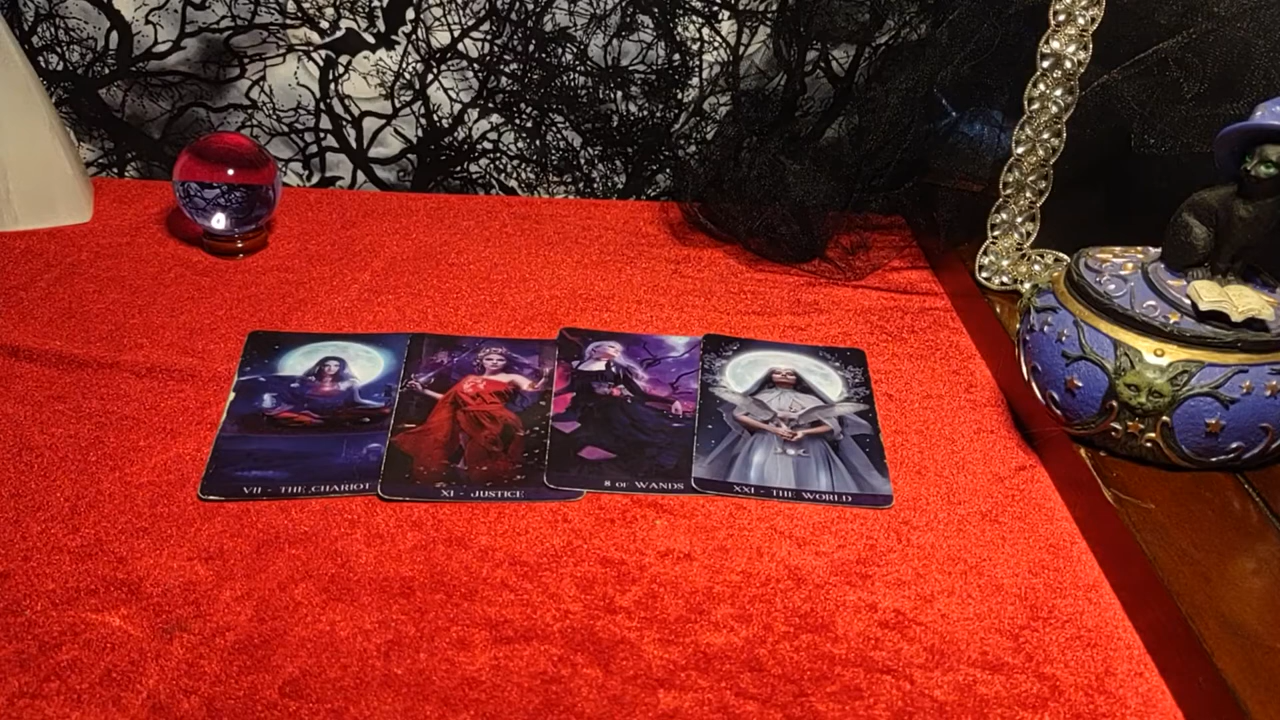 VII - THE CHARIOT
XI - JUSTICE
8 OF WANDS
XXI - THE WORLD